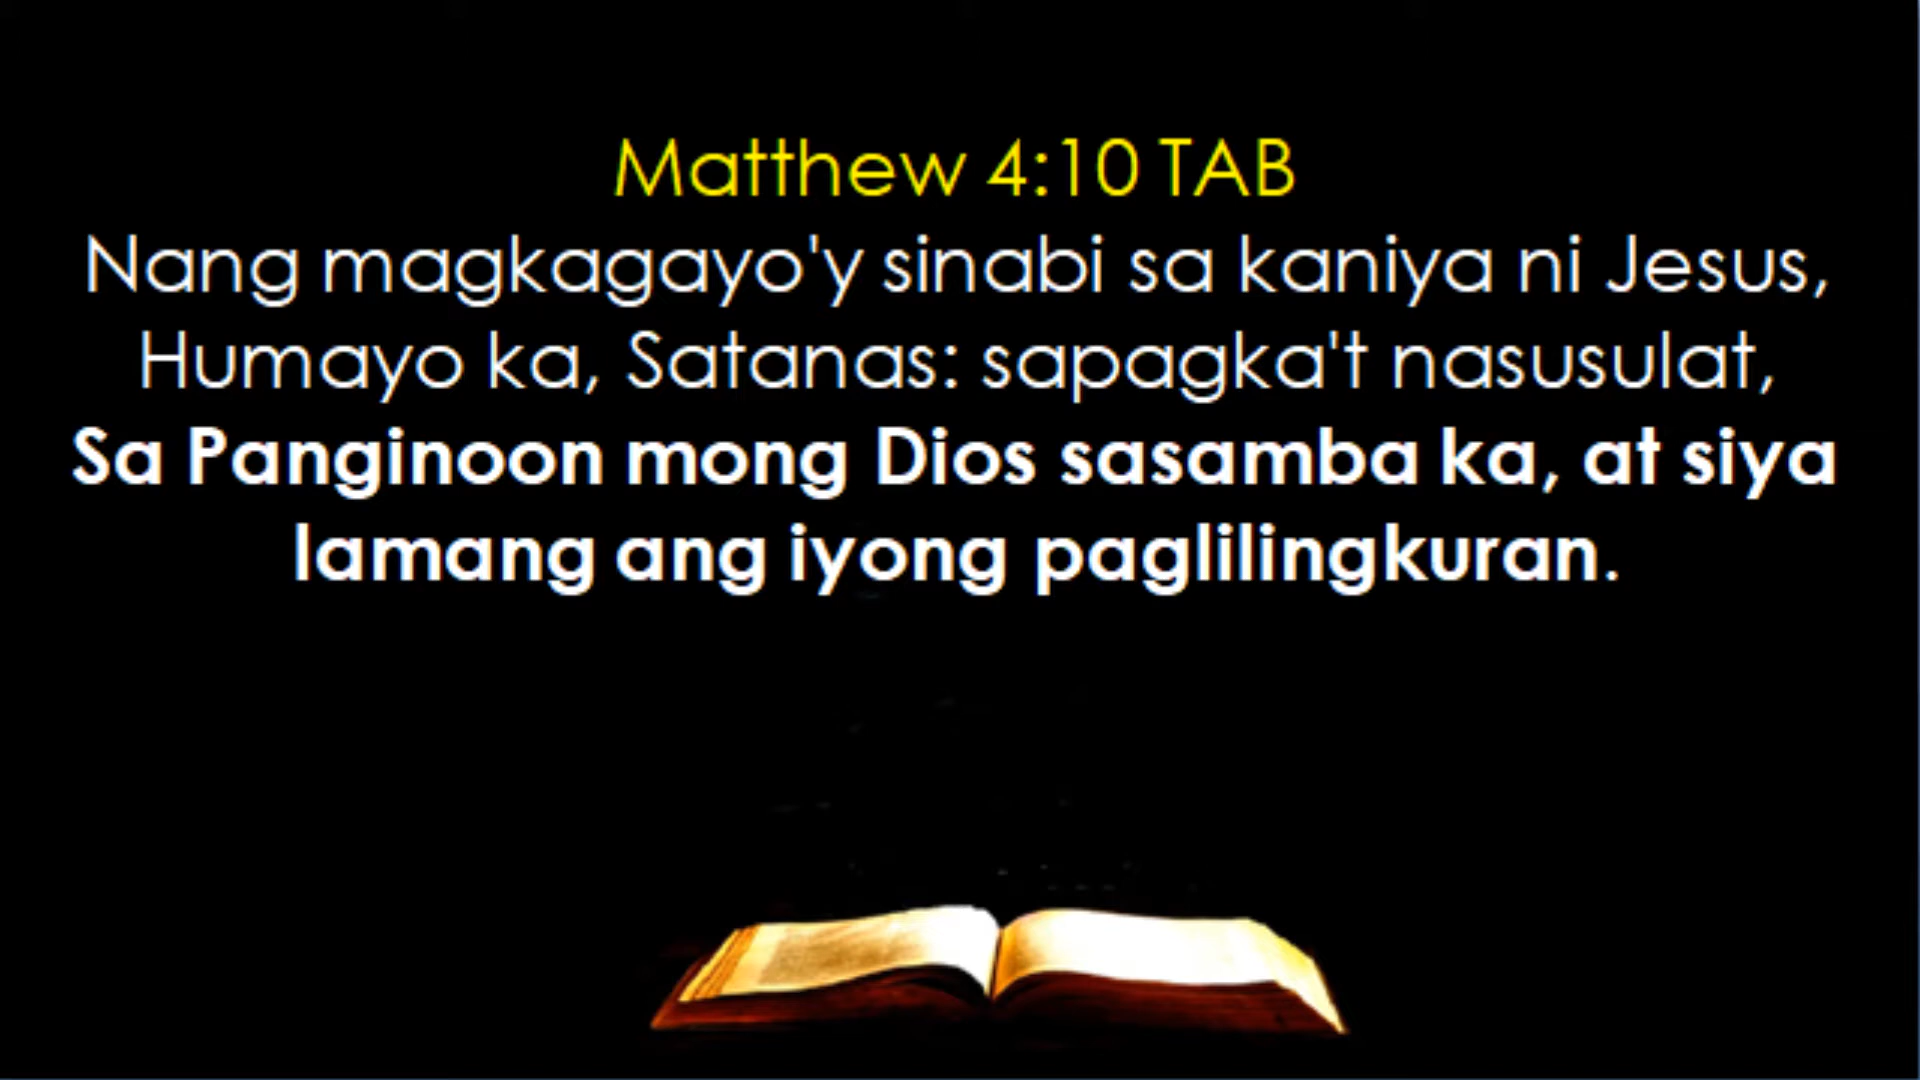 Matthew 4:10 TAB
Nang magkagayo'y sinabi sa kaniya ni Jesus,
Humayo ka, Satanas: sapagka't nasusulat,
Sa Panginoon mong Dios sasamba ka, at siya
lamang ang iyong paglilingkuran.